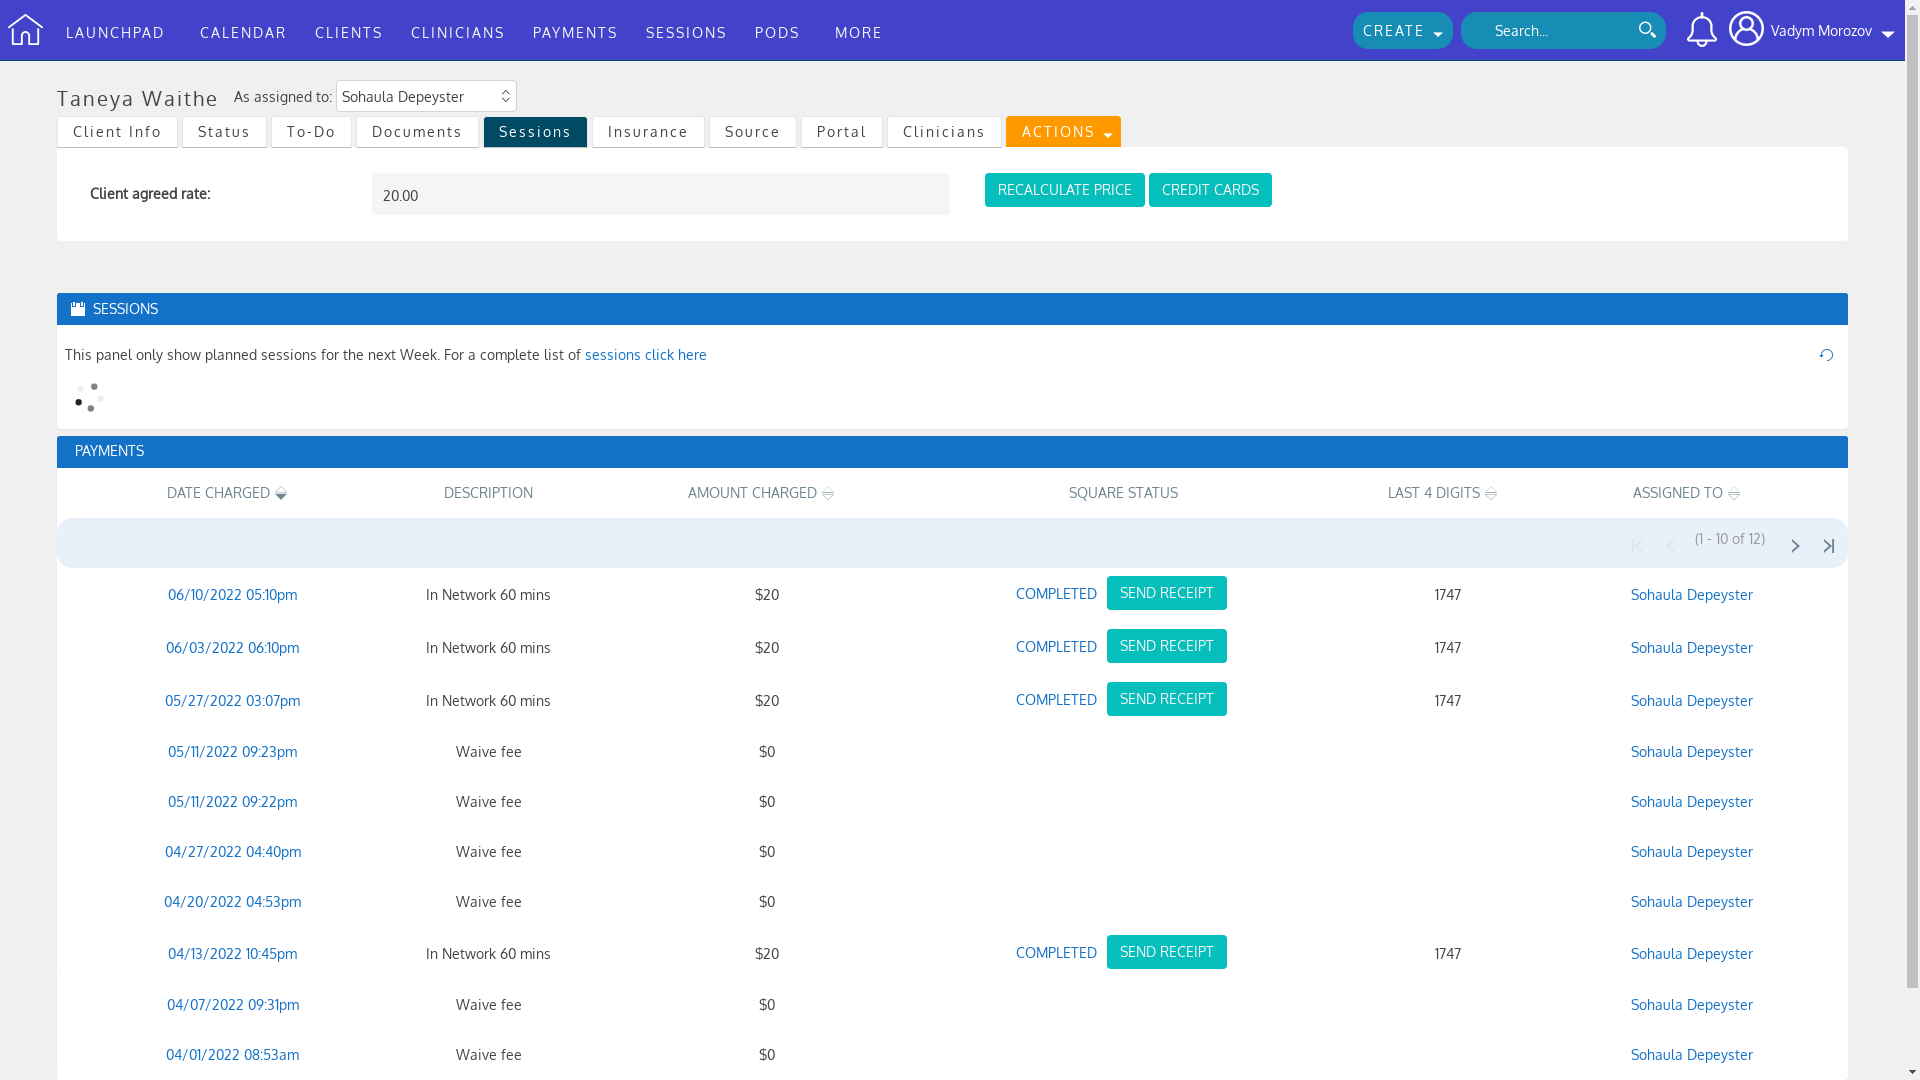 LAUNCHPAD CALENDAR CLIENTS CLINICIANS PAYMENTS SESSIONS PODS MORE CREATE Search... Vadym Morozov
Taneya Waithe As assigned to: Sohaula Depeyster
Client Info Status To-Do Documents Sessions Insurance Source Portal Clinicians ACTIONS
Client agreed rate: 20.00 RECALCULATE PRICE CREDIT CARDS
SESSIONS
This panel only show planned sessions for the next Week. For a complete list of sessions click here
PAYMENTS
DATE CHARGED DESCRIPTION AMOUNT CHARGED SQUARE STATUS LAST 4 DIGITS ASSIGNED TO
(1 - 10 of 12)
06/10/2022 05:10pm In Network 60 mins $20 COMPLETED SEND RECEIPT 1747 Sohaula Depeyster
06/03/2022 06:10pm In Network 60 mins $20 COMPLETED SEND RECEIPT 1747 Sohaula Depeyster
05/27/2022 03:07pm In Network 60 mins $20 COMPLETED SEND RECEIPT 1747 Sohaula Depeyster
05/11/2022 09:23pm Waive fee $0 Sohaula Depeyster
05/11/2022 09:22pm Waive fee $0 Sohaula Depeyster
04/27/2022 04:40pm Waive fee $0 Sohaula Depeyster
04/20/2022 04:53pm Waive fee $0 Sohaula Depeyster
04/13/2022 10:45pm In Network 60 mins $20 COMPLETED SEND RECEIPT 1747 Sohaula Depeyster
04/07/2022 09:31pm Waive fee $0 Sohaula Depeyster
04/01/2022 08:53am Waive fee $0 Sohaula Depeyster